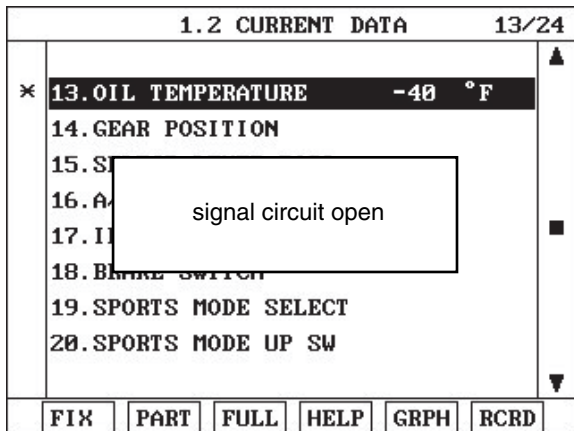 1.2 CURRENT DATA 13/24
* 13.OIL TEMPERATURE -40 °F
14.GEAR POSITION
15.
16.
signal circuit open
17.
18. SWITCH
19.SPORTS MODE SELECT
20.SPORTS MODE UP SW
FIX PART FULL HELP GRPH RCRD